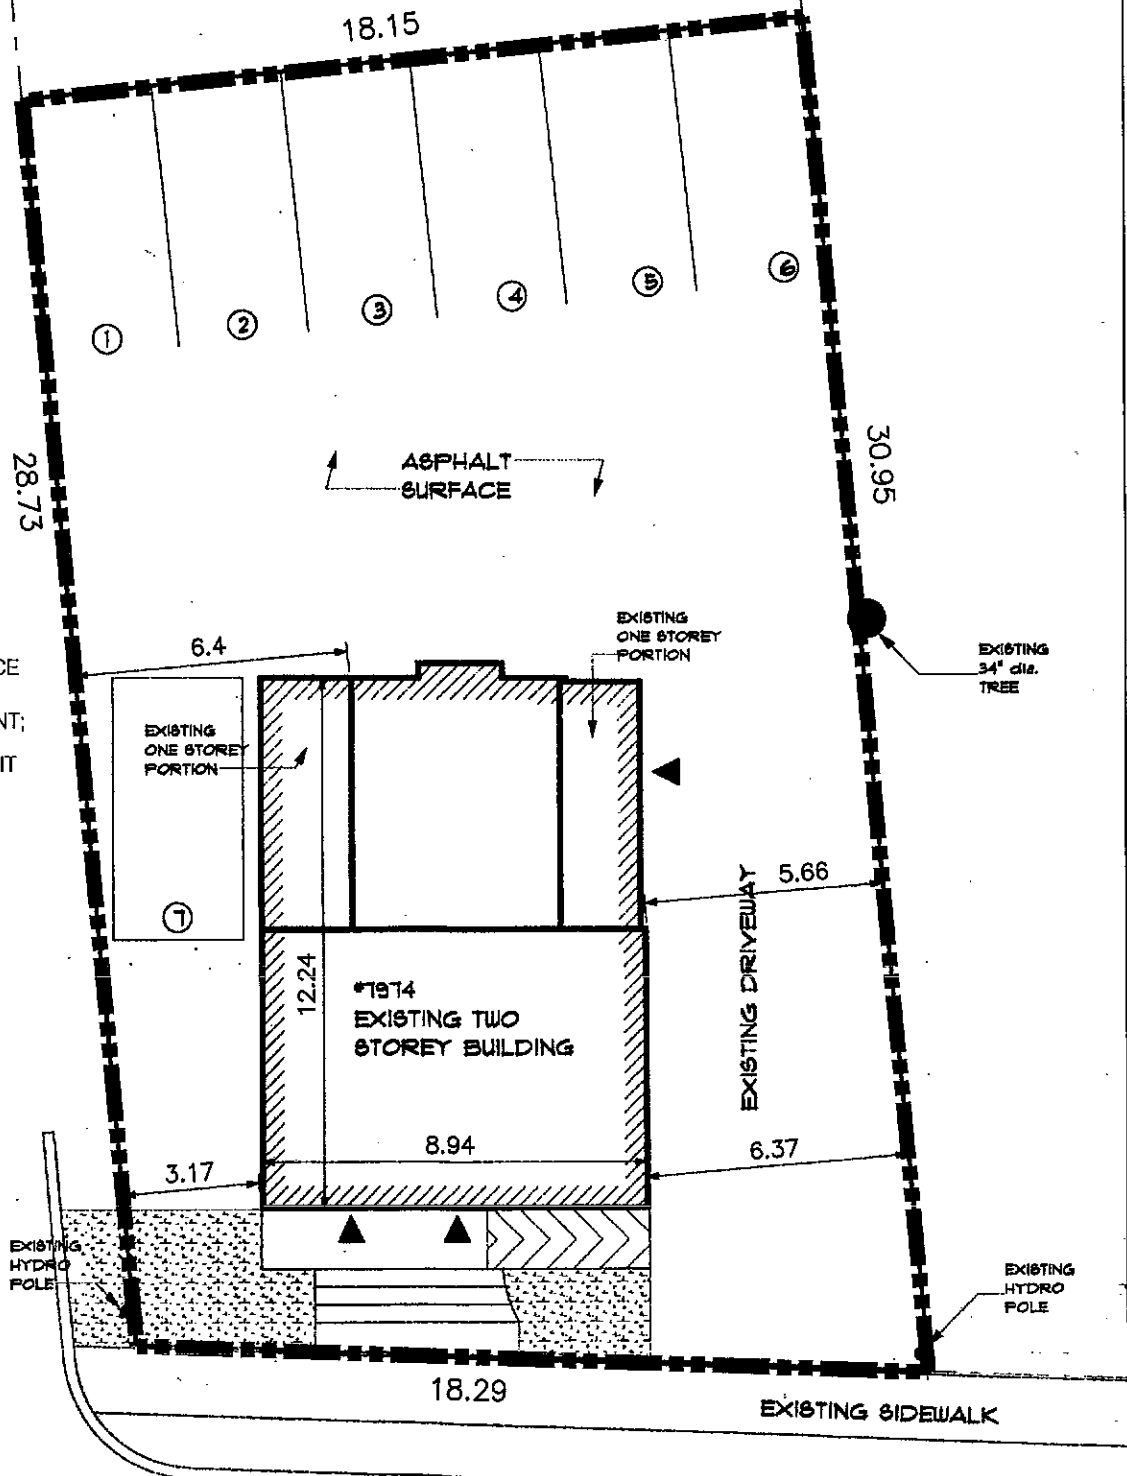 18.15
1
2
3
4
5
6
28.73
30.95
ASPHALT
SURFACE
EXISTING
ONE STOREY
PORTION
6.4
EXISTING
34" dia.
TREE
NT;
IT
EXISTING
ONE STOREY
PORTION
5.66
7
EXISTING DRIVEWAY
12.24
#7974
EXISTING TWO
STOREY BUILDING
8.94
6.37
3.17
EXISTING
HYDRO
POLE
EXISTING
HYDRO
POLE
18.29
EXISTING SIDEWALK